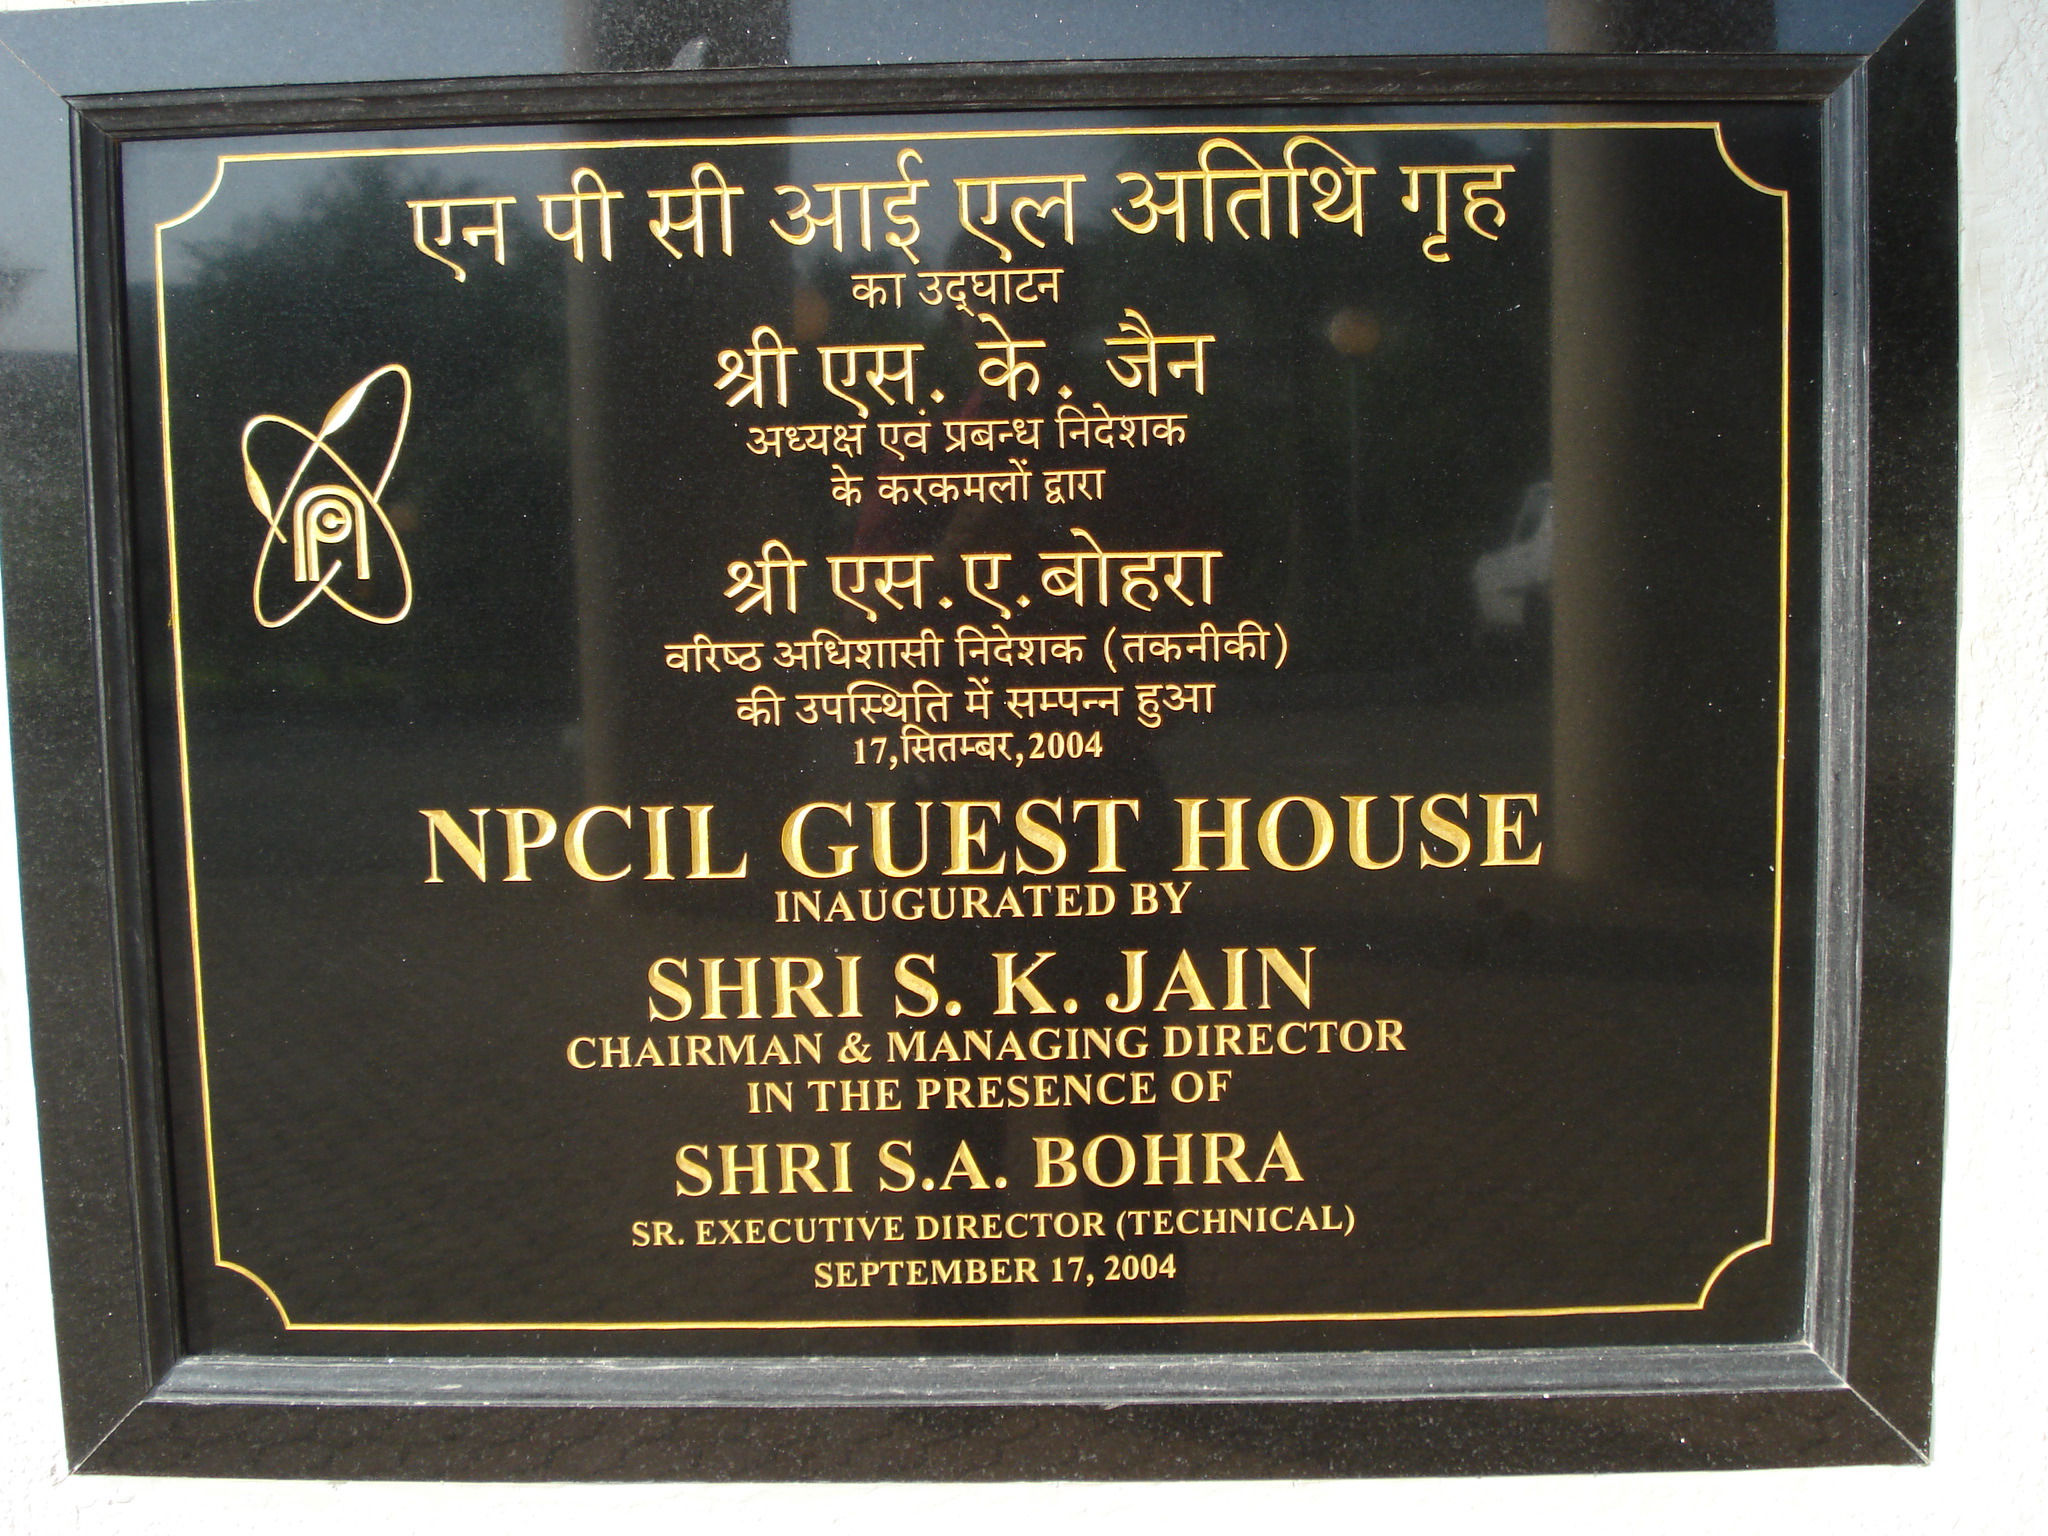 एन पी सी आई एल अतिथि गृह
का उद्‌घाटन
श्री एस. के. जैन
अध्यक्ष एवं प्रबन्ध निदेशक
के करकमलों द्वारा
श्री एस.ए.बोहरा
वरिष्ठ अधिशासी निदेशक (तकनीकी)
की उपस्थिति में सम्पन्न हुआ
17,सितम्बर,2004
NPCIL GUEST HOUSE
INAUGURATED BY
SHRI S. K. JAIN
CHAIRMAN & MANAGING DIRECTOR
IN THE PRESENCE OF
SHRI S.A. BOHRA
SR. EXECUTIVE DIRECTOR (TECHNICAL)
SEPTEMBER 17, 2004